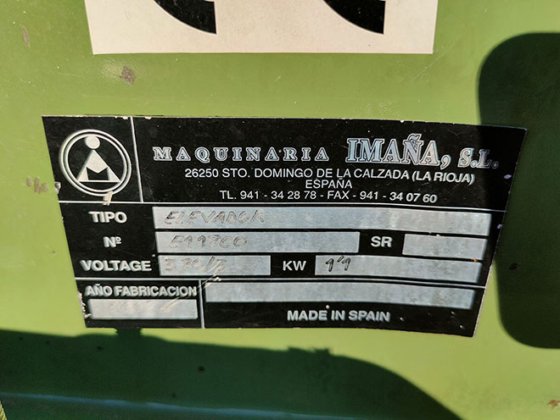 MAQUINARIA IMAÑA, S.L.
26250 STO. DOMINGO DE LA CALZADA (LA RIOJA)
ESPAÑA
TL. 941 - 34 28 78 - FAX - 941 - 34 07 60
TIPO ELEVADOR
Nº SR
VOLTAGE KW
AÑO FABRICACION
MADE IN SPAIN